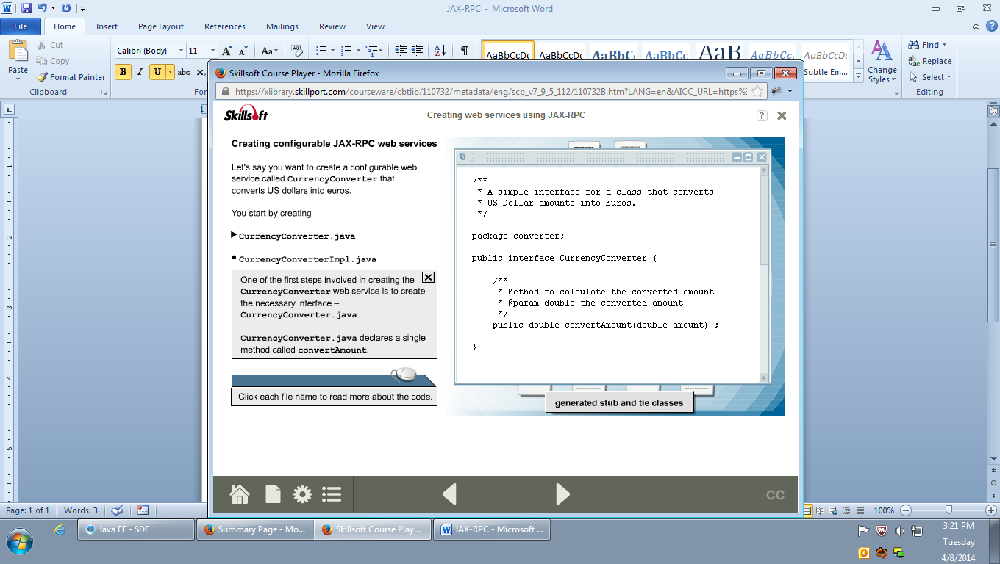 JAX-RPC - Microsoft Word
File Home Insert Page Layout References Mailings Review View
Cut
Copy
Format Painter
Paste
Clipboard
Calibri (Body) 11
B I U abc
AaBbCcDc AaBbCcDc AaBbCc AaBbCc AaB AaBbCc. AaBbCcDc
Subtle Em...
Change
Styles
Find
Replace
Select
Editing
Skillsoft Course Player - Mozilla Firefox
https://xlibrary.skillport.com/courseware/cbtlib/110732/metadata/eng/scp_v7_9_5_112/110732B.htm?LANG=en&AICC_URL=https%3
Skillsoft
Creating web services using JAX-RPC
Creating configurable JAX-RPC web services
Let's say you want to create a configurable web
service called CurrencyConverter that
converts US dollars into euros.
You start by creating
CurrencyConverter.java
CurrencyConverterImpl.java
One of the first steps involved in creating the
CurrencyConverter web service is to create
the necessary interface –
CurrencyConverter.java.
CurrencyConverter.java declares a single
method called convertAmount.
Click each file name to read more about the code.
/**
* A simple interface for a class that converts
* US Dollar amounts into Euros.
*/
package converter;
public interface CurrencyConverter {
/**
* Method to calculate the converted amount
* @param double the converted amount
*/
public double convertAmount(double amount) ;
}
generated stub and tie classes
CC
Page: 1 of 1 Words: 3
100%
Java EE - SDE
Summary Page - Mo...
Skillsoft Course Play...
JAX-RPC - Microsoft ...
3:21 PM
Tuesday
4/8/2014